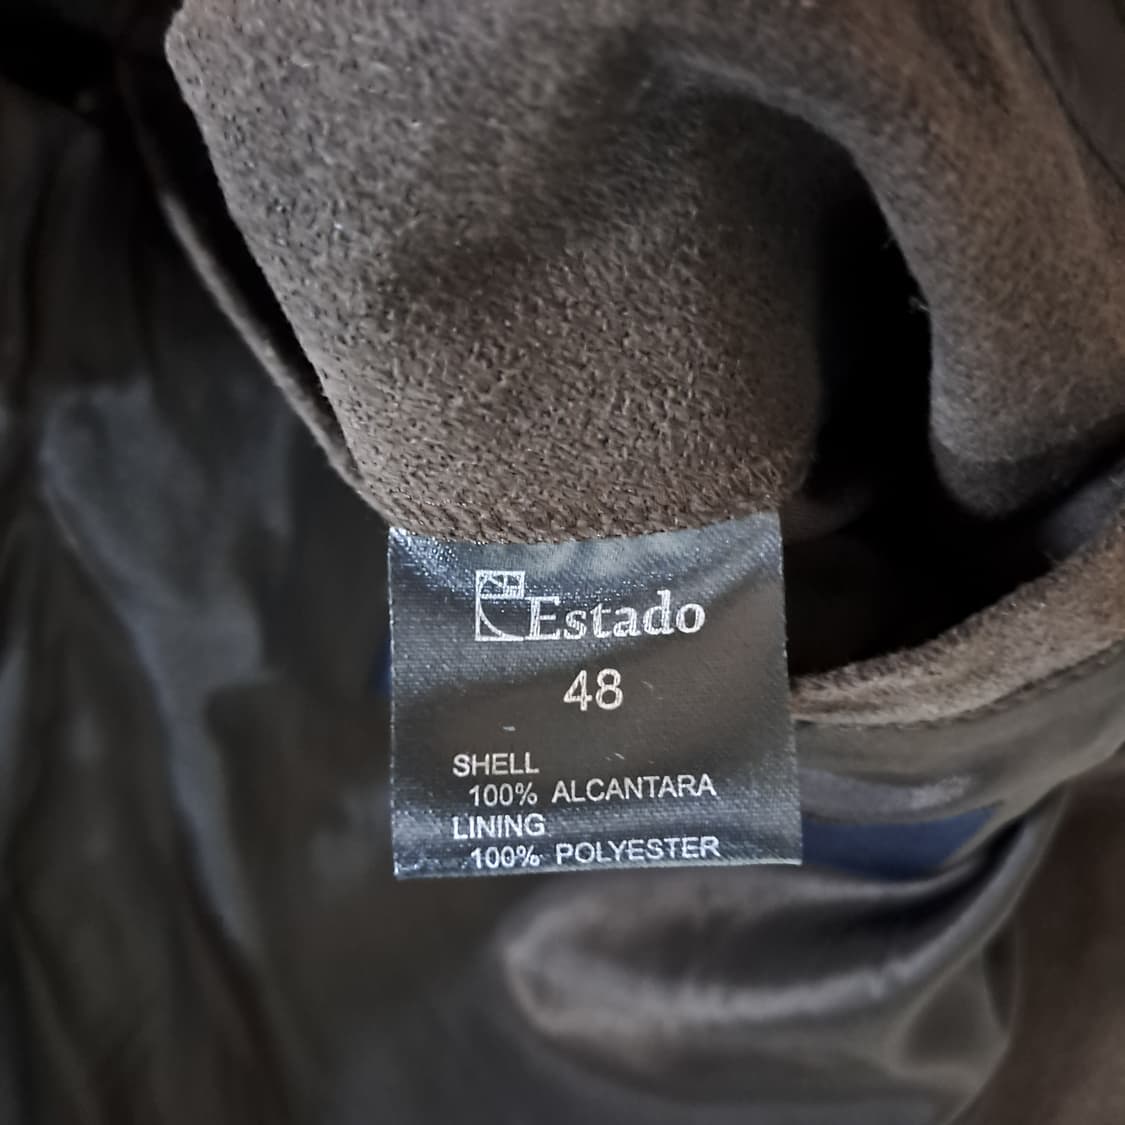 Estado
48
SHELL
100% ALCANTARA
LINING
100% POLYESTER